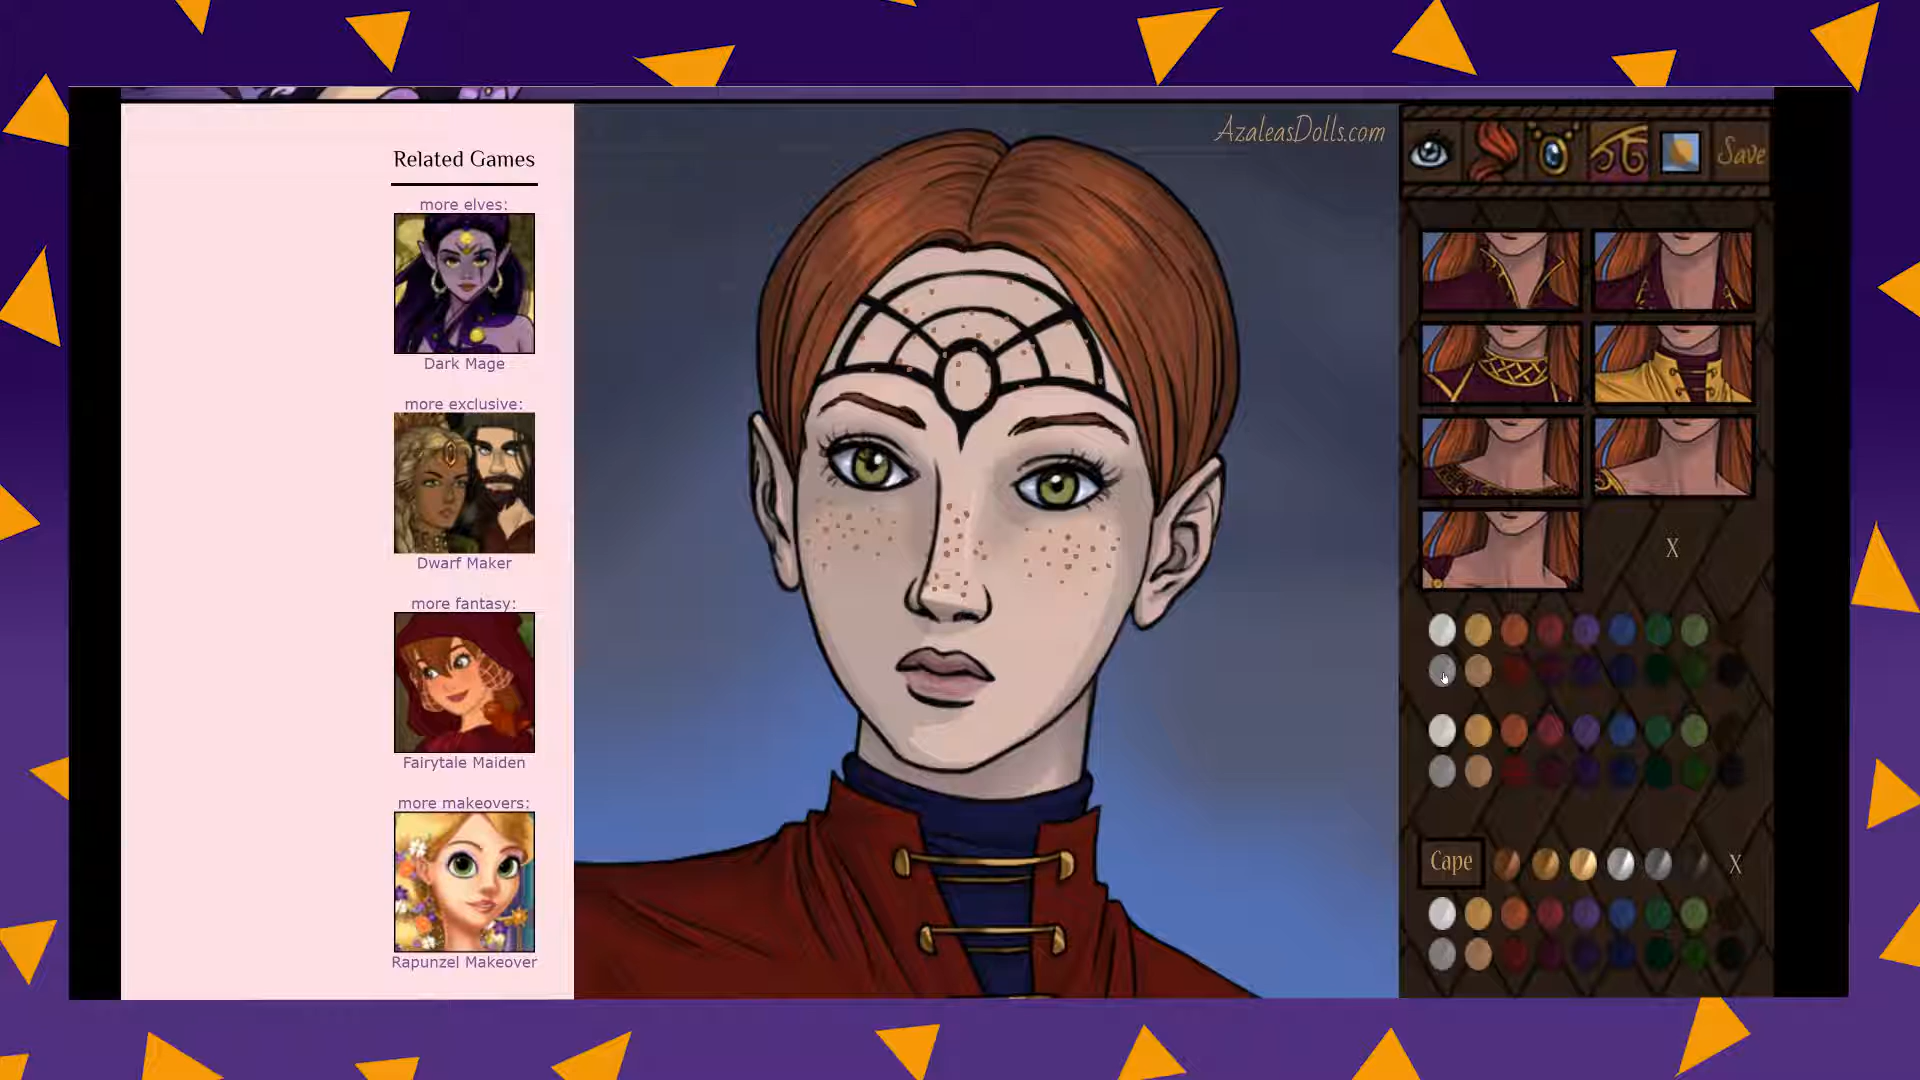 AzaleasDolls.com
Save
Related Games
more elves:
Dark Mage
more exclusive:
Dwarf Maker
more fantasy:
Fairytale Maiden
more makeovers:
Rapunzel Makeover
X
Cape
X